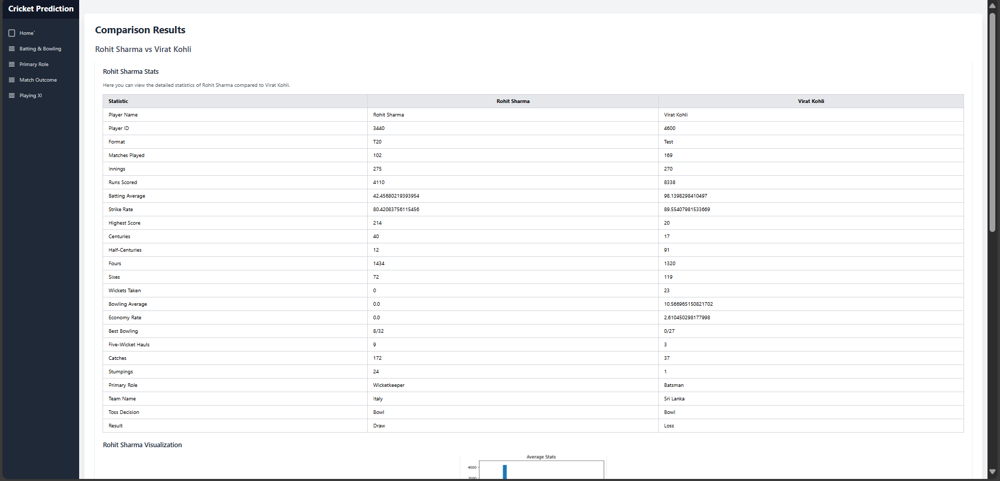 Cricket Prediction
Home`
Batting & Bowling
Primary Role
Match Outcome
Playing XI
Comparison Results
Rohit Sharma vs Virat Kohli
Rohit Sharma Stats
Here you can view the detailed statistics of Rohit Sharma compared to Virat Kohli.
Statistic Rohit Sharma Virat Kohli
Player Name Rohit Sharma Virat Kohli
Player ID 3440 4600
Format T20 Test
Matches Played 102 169
Innings 275 270
Runs Scored 4110 8338
Batting Average 42.45680219393954 98.1398298410497
Strike Rate 80.42083756115456 89.55407981533669
Highest Score 214 20
Centuries 40 17
Half-Centuries 12 91
Fours 1434 1320
Sixes 72 119
Wickets Taken 0 23
Bowling Average 0.0 10.566965150821702
Economy Rate 0.0 2.610450298177998
Best Bowling 8/32 0/27
Five-Wicket Hauls 9 3
Catches 172 37
Stumpings 24 1
Primary Role Wicketkeeper Batsman
Team Name Italy Sri Lanka
Toss Decision Bowl Bowl
Result Draw Loss
Rohit Sharma Visualization
Average Stats
4000
3500